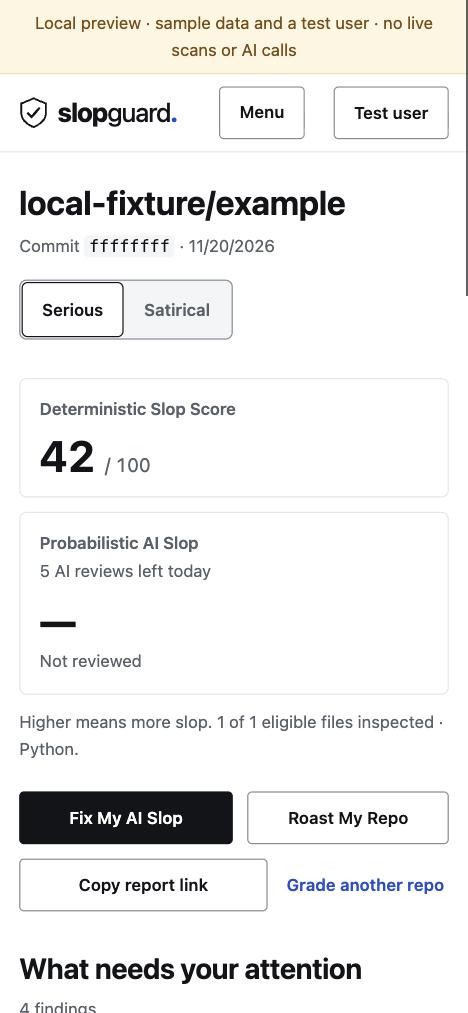 Local preview · sample data and a test user · no live
scans or AI calls
slopguard.
Menu
Test user
local-fixture/example
Commit ffffffff · 11/20/2026
Serious
Satirical
Deterministic Slop Score
42 / 100
Probabilistic AI Slop
5 AI reviews left today
—
Not reviewed
Higher means more slop. 1 of 1 eligible files inspected ·
Python.
Fix My AI Slop
Roast My Repo
Copy report link
Grade another repo
What needs your attention
4 findings